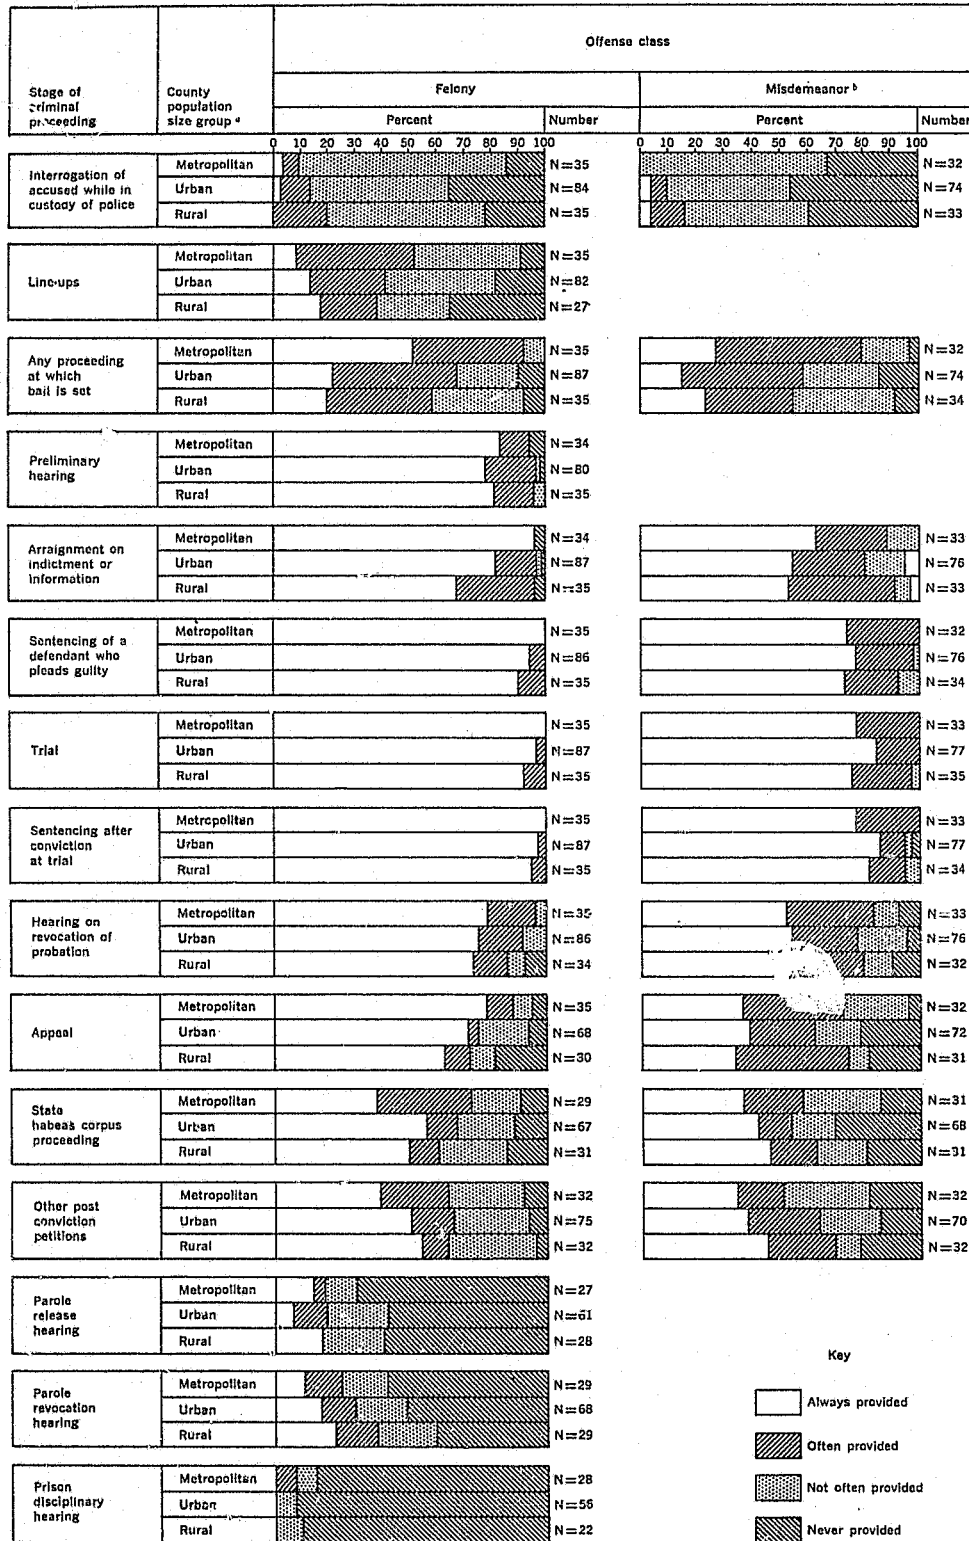 Offense class
Stage of criminal proceeding
County population size group a
Felony
Misdemeanor b
Percent
Number
Percent
Number
0 10 20 30 40 50 60 70 80 90 100
0 10 20 30 40 50 60 70 80 90 100
Interrogation of accused while in custody of police
Metropolitan N=35 N=32
Urban N=84 N=74
Rural N=35 N=33
Line-ups
Metropolitan N=35
Urban N=82
Rural N=27
Any proceeding at which bail is set
Metropolitan N=35 N=32
Urban N=87 N=74
Rural N=35 N=34
Preliminary hearing
Metropolitan N=34
Urban N=80
Rural N=35
Arraignment on indictment or information
Metropolitan N=34 N=33
Urban N=87 N=76
Rural N=35 N=33
Sentencing of a defendant who pleads guilty
Metropolitan N=35 N=32
Urban N=86 N=76
Rural N=35 N=34
Trial
Metropolitan N=35 N=33
Urban N=87 N=77
Rural N=35 N=35
Sentencing after conviction at trial
Metropolitan N=35 N=33
Urban N=87 N=77
Rural N=35 N=34
Hearing on revocation of probation
Metropolitan N=35 N=33
Urban N=86 N=76
Rural N=34 N=32
Appeal
Metropolitan N=35 N=32
Urban N=68 N=72
Rural N=30 N=31
State habeas corpus proceeding
Metropolitan N=29 N=31
Urban N=67 N=68
Rural N=31 N=31
Other post conviction petitions
Metropolitan N=32 N=32
Urban N=75 N=70
Rural N=32 N=32
Parole release hearing
Metropolitan N=27
Urban N=61
Rural N=28
Parole revocation hearing
Metropolitan N=29
Urban N=68
Rural N=29
Prison disciplinary hearing
Metropolitan N=28
Urban N=56
Rural N=22
Key
Always provided
Often provided
Not often provided
Never provided